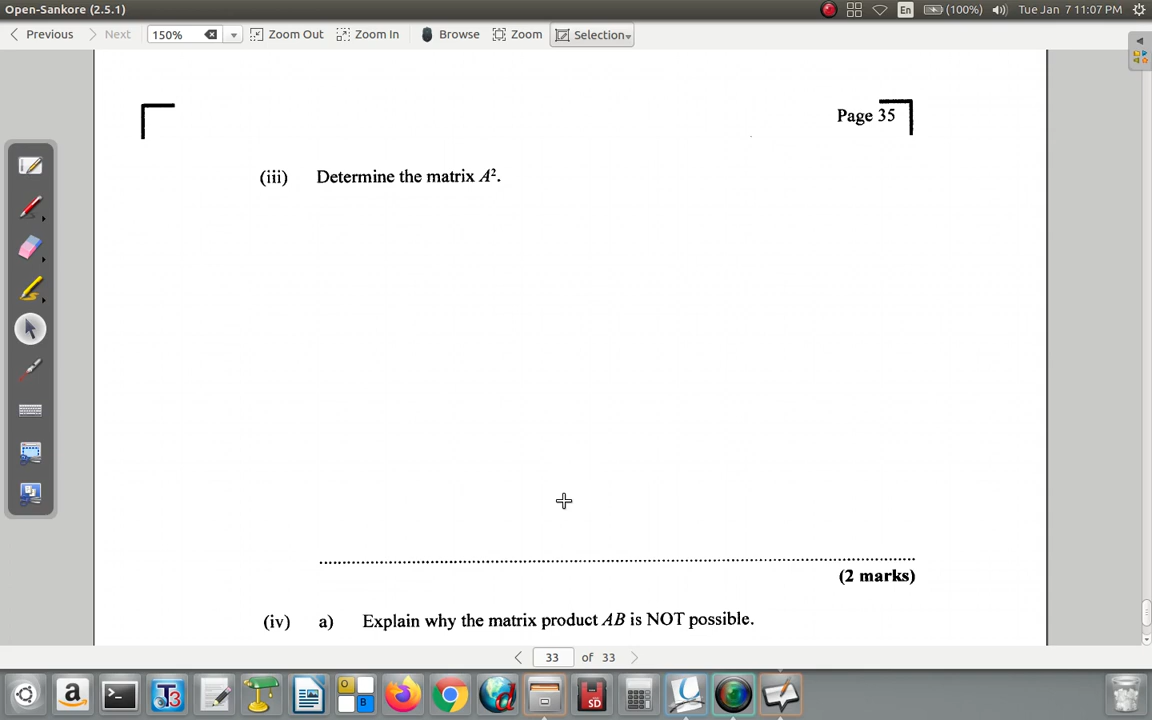 Open-Sankore (2.5.1)
En (100%) Tue Jan 7 11:07 PM
Previous Next 150% Zoom Out Zoom In Browse Zoom Selection
Page 35
(iii) Determine the matrix A².
(2 marks)
(iv) a) Explain why the matrix product AB is NOT possible.
33 of 33